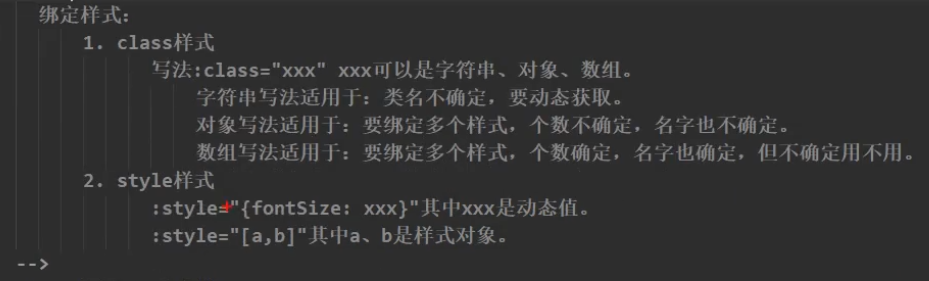 绑定样式:
1. class样式
写法:class="xxx" xxx可以是字符串、对象、数组。
字符串写法适用于: 类名不确定，要动态获取。
对象写法适用于: 要绑定多个样式，个数不确定，名字也不确定。
数组写法适用于: 要绑定多个样式，个数确定，名字也确定，但不确定用不用。
2. style样式
:style="{fontSize: xxx}"其中xxx是动态值。
:style="[a,b]"其中a、b是样式对象。
-->